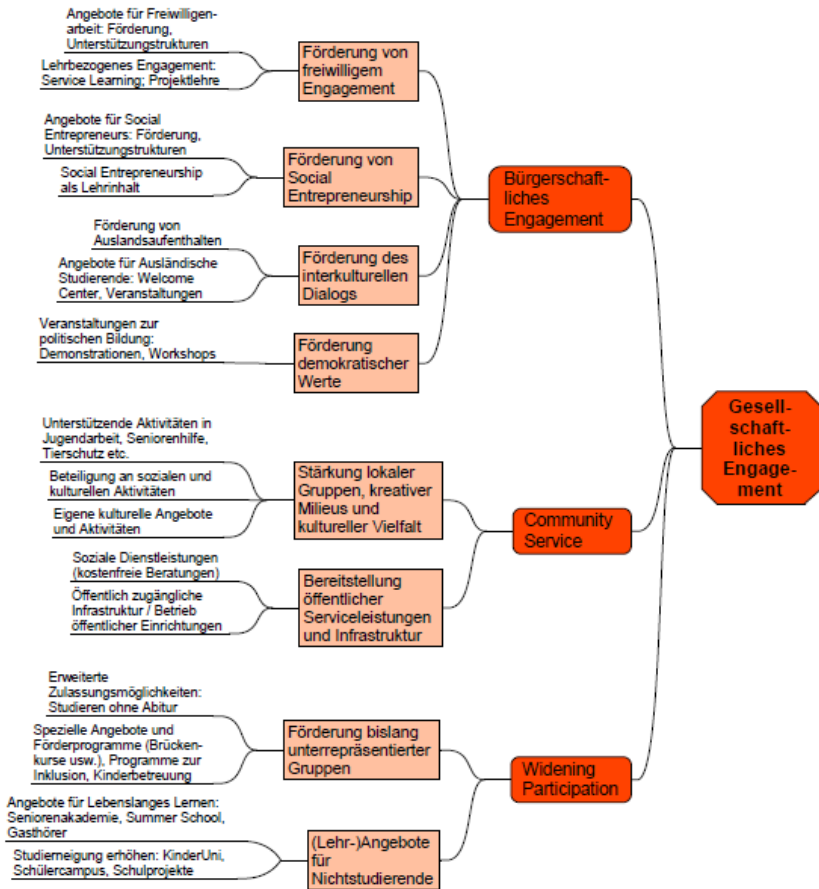 Angebote für Freiwilligen-
arbeit: Förderung,
Unterstützungstrukturen
Lehrbezogenes Engagement:
Service Learning; Projektlehre
Förderung von
freiwilligem
Engagement
Angebote für Social
Entrepreneurs: Förderung,
Unterstützungstrukturen
Social Entrepreneurship
als Lehrinhalt
Förderung von
Social
Entrepreneurship
Bürgerschaft-
liches
Engagement
Förderung von
Auslandsaufenthalten
Angebote für Ausländische
Studierende: Welcome
Center, Veranstaltungen
Förderung des
interkulturellen
Dialogs
Veranstaltungen zur
politischen Bildung:
Demonstrationen, Workshops
Förderung
demokratischer
Werte
Gesell-
schaft-
liches
Engage-
ment
Unterstützende Aktivitäten in
Jugendarbeit, Seniorenhilfe,
Tierschutz etc.
Beteiligung an sozialen und
kulturellen Aktivitäten
Eigene kulturelle Angebote
und Aktivitäten
Stärkung lokaler
Gruppen, kreativer
Milieus und
kultureller Vielfalt
Community
Service
Soziale Dienstleistungen
(kostenfreie Beratungen)
Öffentlich zugängliche
Infrastruktur / Betrieb
öffentlicher Einrichtungen
Bereitstellung
öffentlicher
Serviceleistungen
und Infrastruktur
Erweiterte
Zulassungsmöglichkeiten:
Studieren ohne Abitur
Spezielle Angebote und
Förderprogramme (Brücken-
kurse usw.), Programme zur
Inklusion, Kinderbetreuung
Förderung bislang
unterrepräsentierter
Gruppen
Widening
Participation
Angebote für Lebenslanges Lernen:
Seniorenakademie, Summer School,
Gasthörer
Studierneigung erhöhen: KinderUni,
Schülercampus, Schulprojekte
(Lehr-)Angebote
für
Nichtstudierende